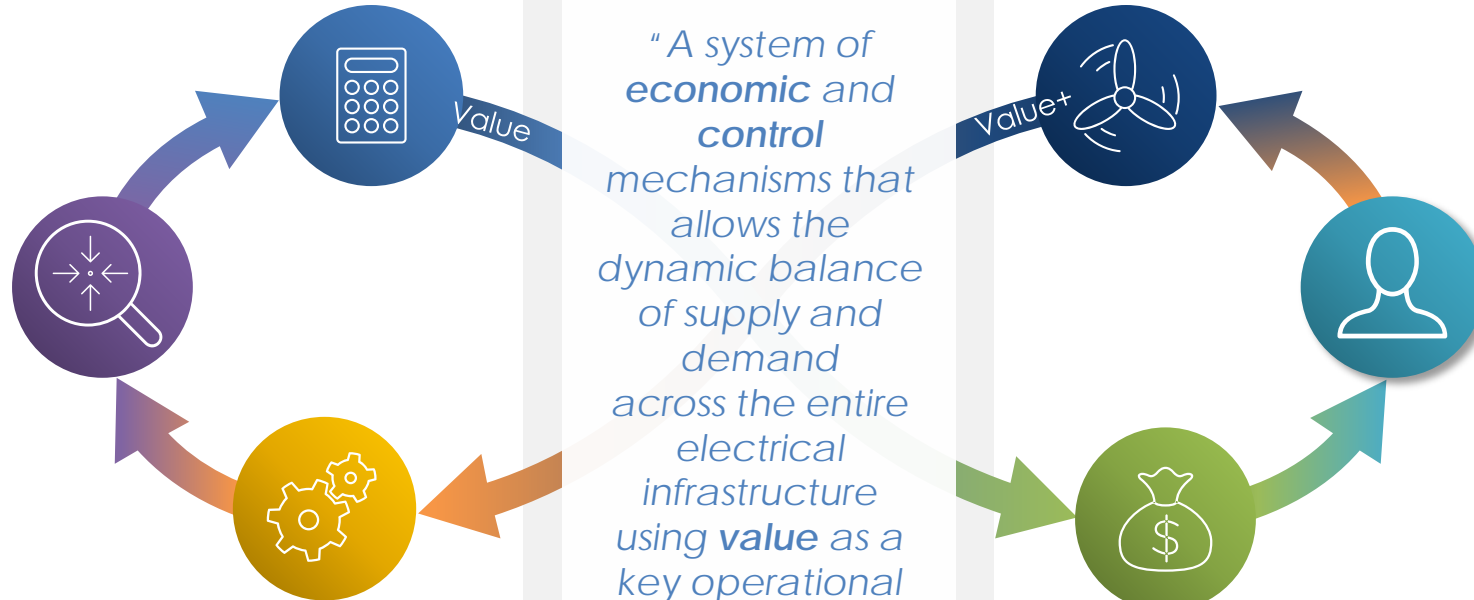 Value
Value+
“A system of
economic and
control
mechanisms that
allows the
dynamic balance
of supply and
demand
across the entire
electrical
infrastructure
using value as a
key operational
$